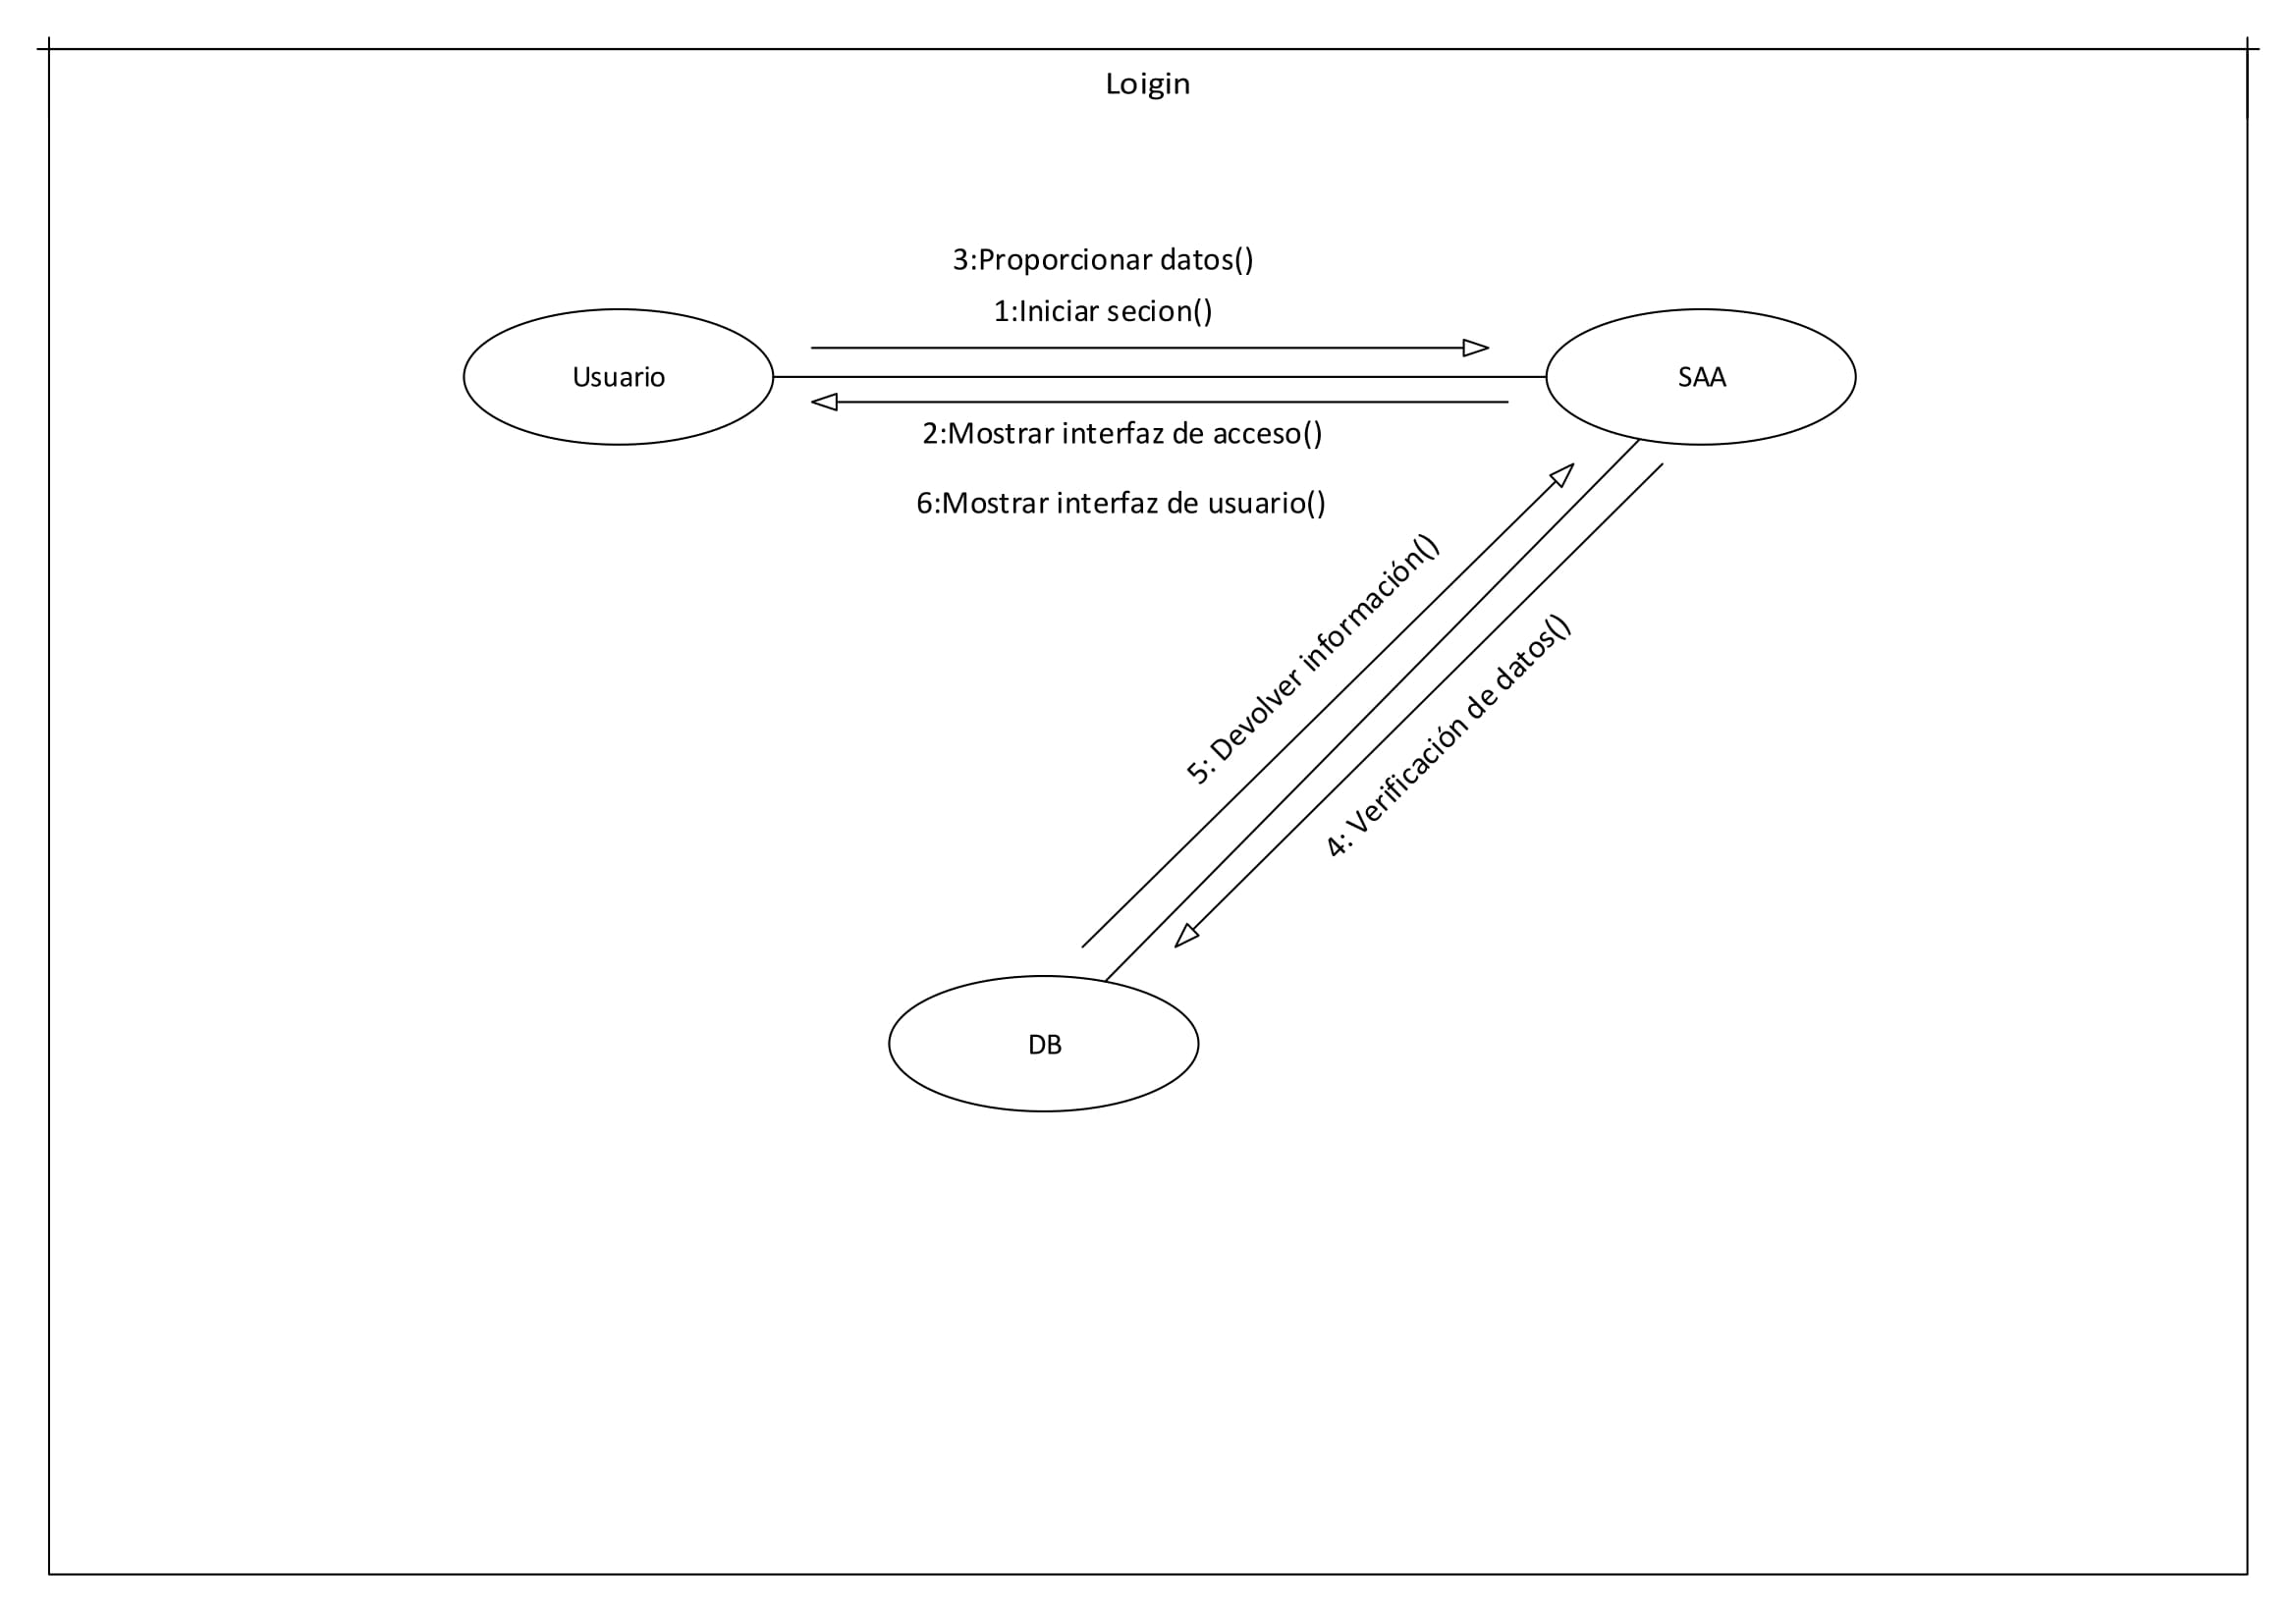 Loigin
3:Proporcionar datos()
1:Iniciar secion()
Usuario
SAA
2:Mostrar interfaz de acceso()
6:Mostrar interfaz de usuario()
5: Devolver información()
4: Verificación de datos()
DB